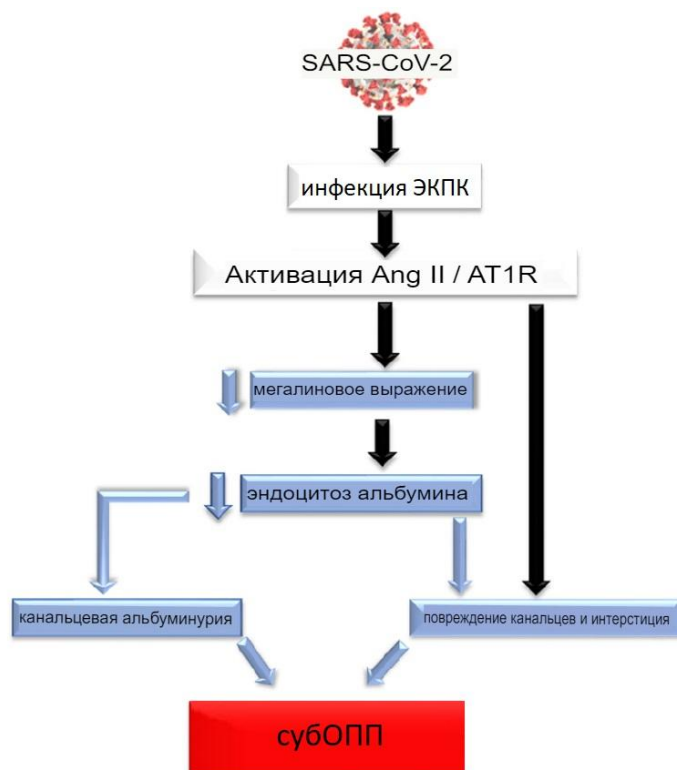 SARS-CoV-2
инфекция ЭКПК
Активация Ang II / AT1R
мегалиновое выражение
эндоцитоз альбумина
канальцевая альбуминурия
повреждение канальцев и интерстиция
субОПП